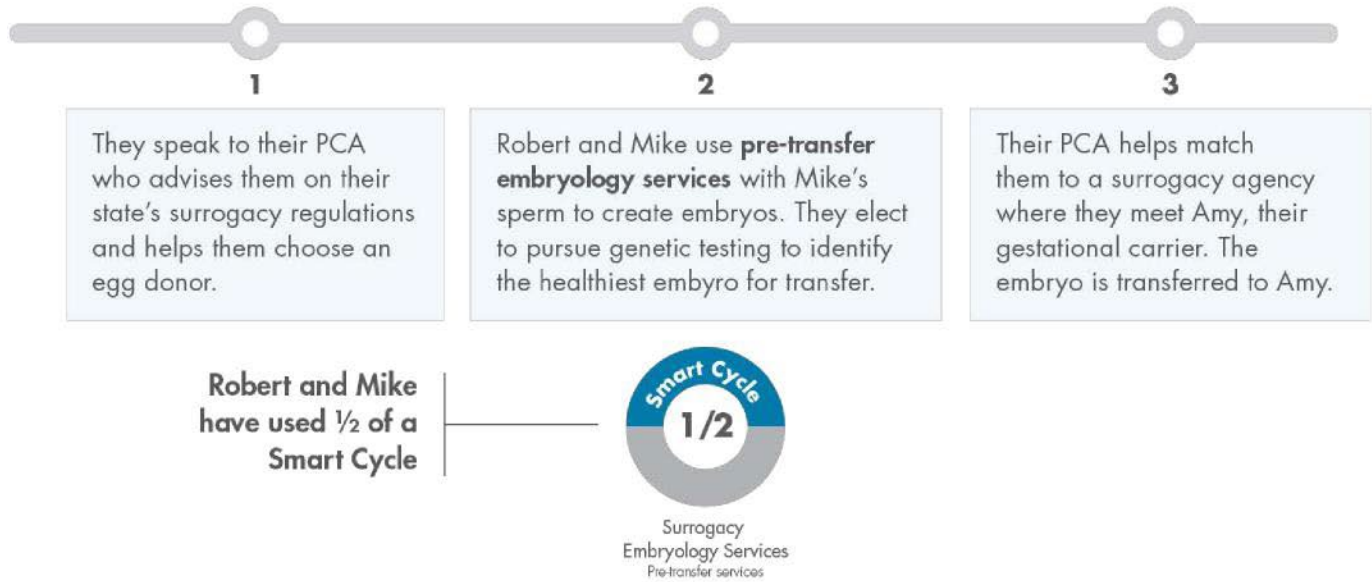 1
They speak to their PCA
who advises them on their
state's surrogacy regulations
and helps them choose an
egg donor.
2
Robert and Mike use pre-transfer
embryology services with Mike's
sperm to create embryos. They elect
to pursue genetic testing to identify
the healthiest embyro for transfer.
3
Their PCA helps match
them to a surrogacy agency
where they meet Amy, their
gestational carrier. The
embryo is transferred to Amy.
Robert and Mike
have used ½ of a
Smart Cycle
Smart Cycle
1/2
Surrogacy
Embryology Services
Pre-transfer services